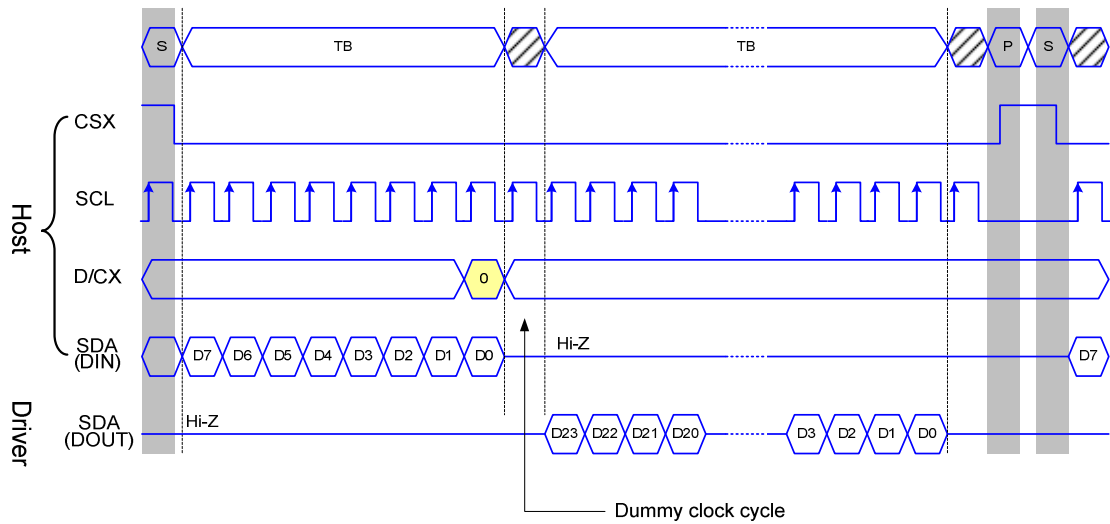 S TB TB P S
CSX
SCL
Host
D/CX 0
SDA
(DIN) D7 D6 D5 D4 D3 D2 D1 D0 Hi-Z D7
Driver
SDA
(DOUT) Hi-Z D23 D22 D21 D20 D3 D2 D1 D0
Dummy clock cycle